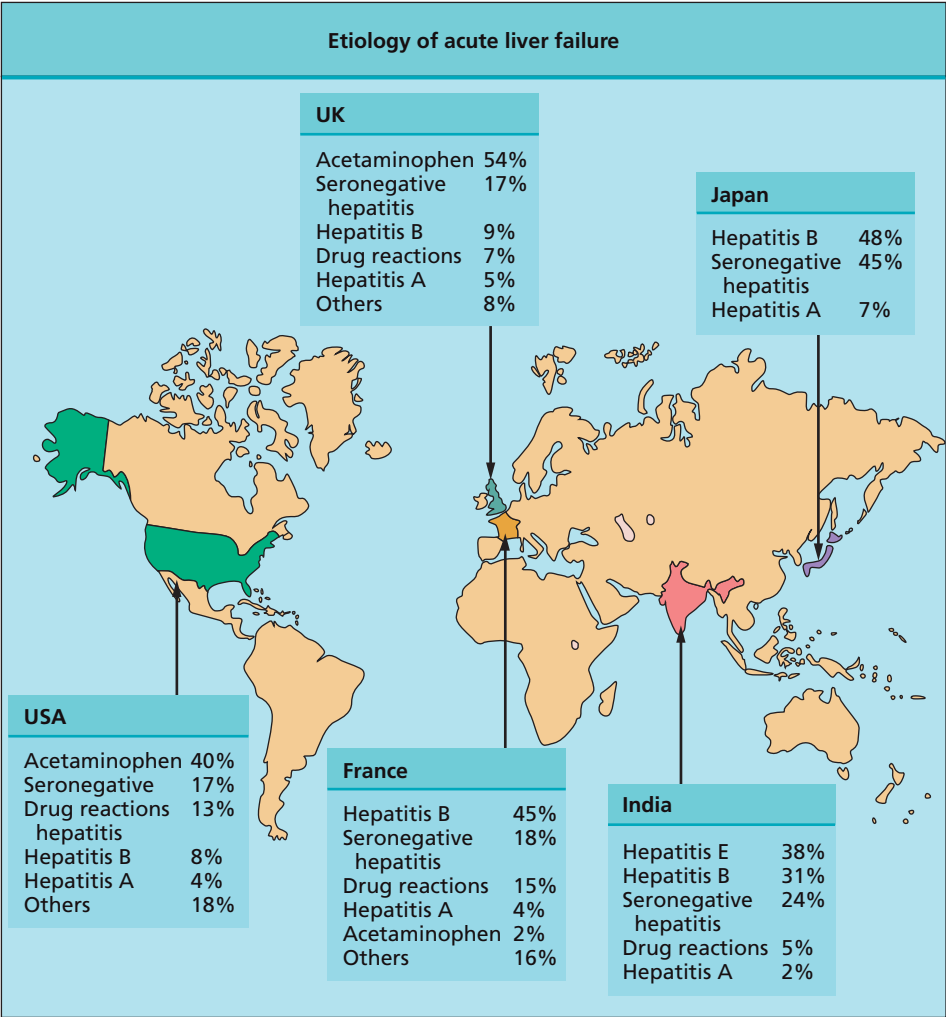 Etiology of acute liver failure
UK
Acetaminophen 54%
Seronegative 17%
hepatitis
Hepatitis B 9%
Drug reactions 7%
Hepatitis A 5%
Others 8%
Japan
Hepatitis B 48%
Seronegative 45%
hepatitis
Hepatitis A 7%
USA
Acetaminophen 40%
Seronegative 17%
Drug reactions 13%
hepatitis
Hepatitis B 8%
Hepatitis A 4%
Others 18%
France
Hepatitis B 45%
Seronegative 18%
hepatitis
Drug reactions 15%
Hepatitis A 4%
Acetaminophen 2%
Others 16%
India
Hepatitis E 38%
Hepatitis B 31%
Seronegative 24%
hepatitis
Drug reactions 5%
Hepatitis A 2%